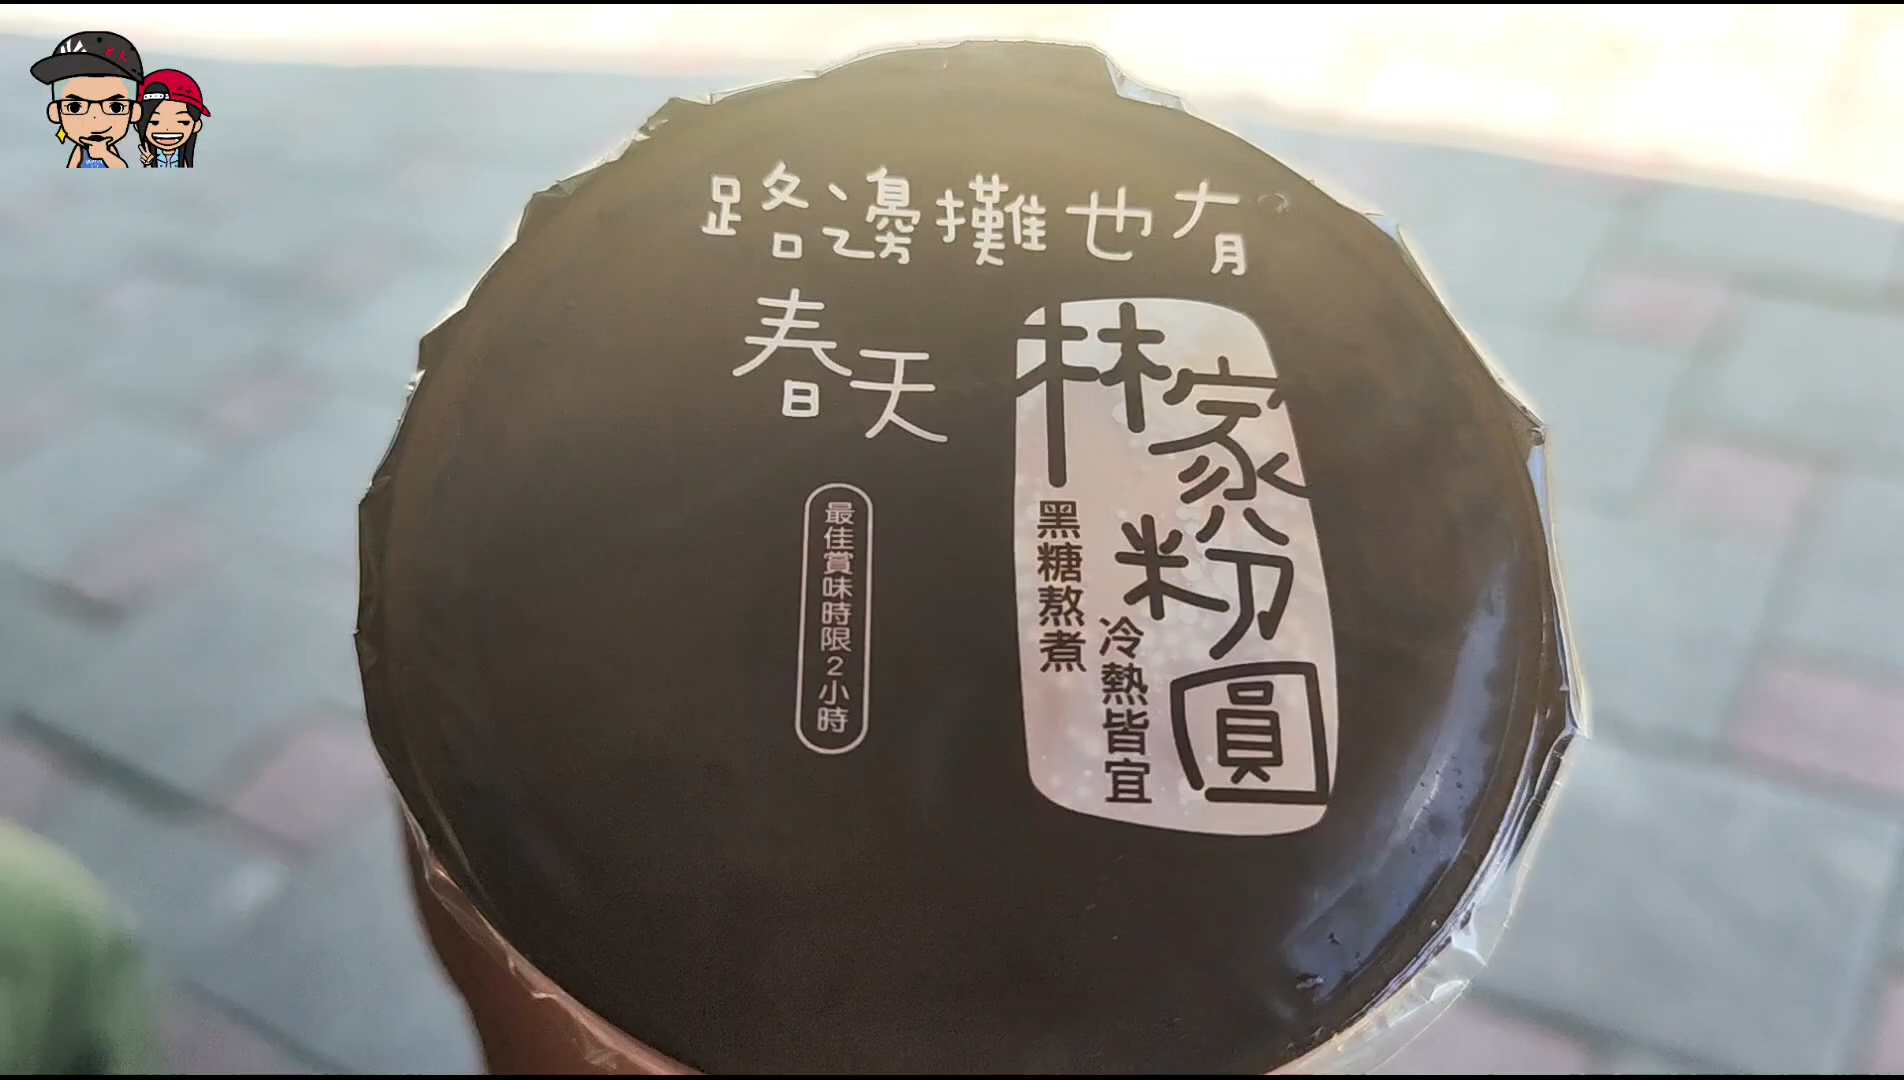 路邊攤也有
春天
林家粉圓
黑糖熬煮
冷熱皆宜
最佳賞味時限2小時